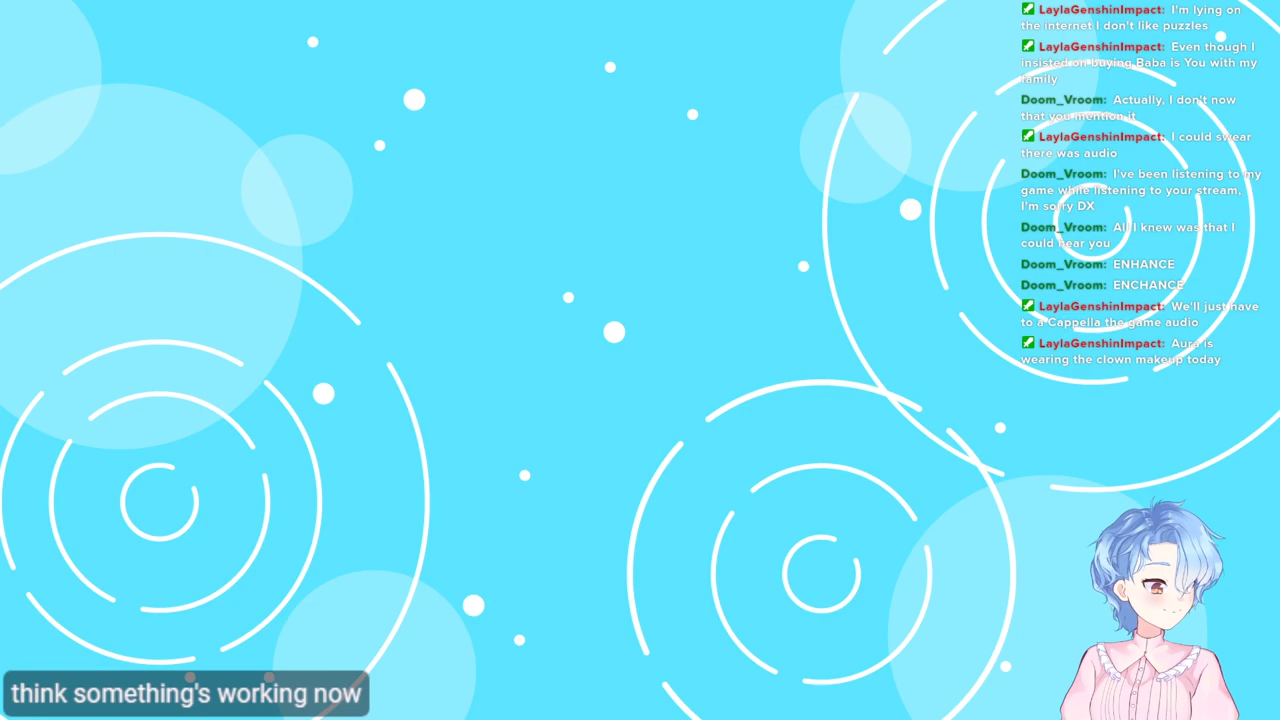 LaylaGenshinImpact: I'm lying on
the internet I don't like puzzles
LaylaGenshinImpact: Even though I
insisted on buying Baba is You with my
family
Doom_Vroom: Actually, I don't now
that you mention it
LaylaGenshinImpact: I could swear
there was audio
Doom_Vroom: I've been listening to my
game while listening to your stream,
I'm sorry DX
Doom_Vroom: All I knew was that I
could hear you
Doom_Vroom: ENHANCE
Doom_Vroom: ENCHANCE
LaylaGenshinImpact: We'll just have
to a Cappella the game audio
LaylaGenshinImpact: Aura is
wearing the clown makeup today
think something's working now